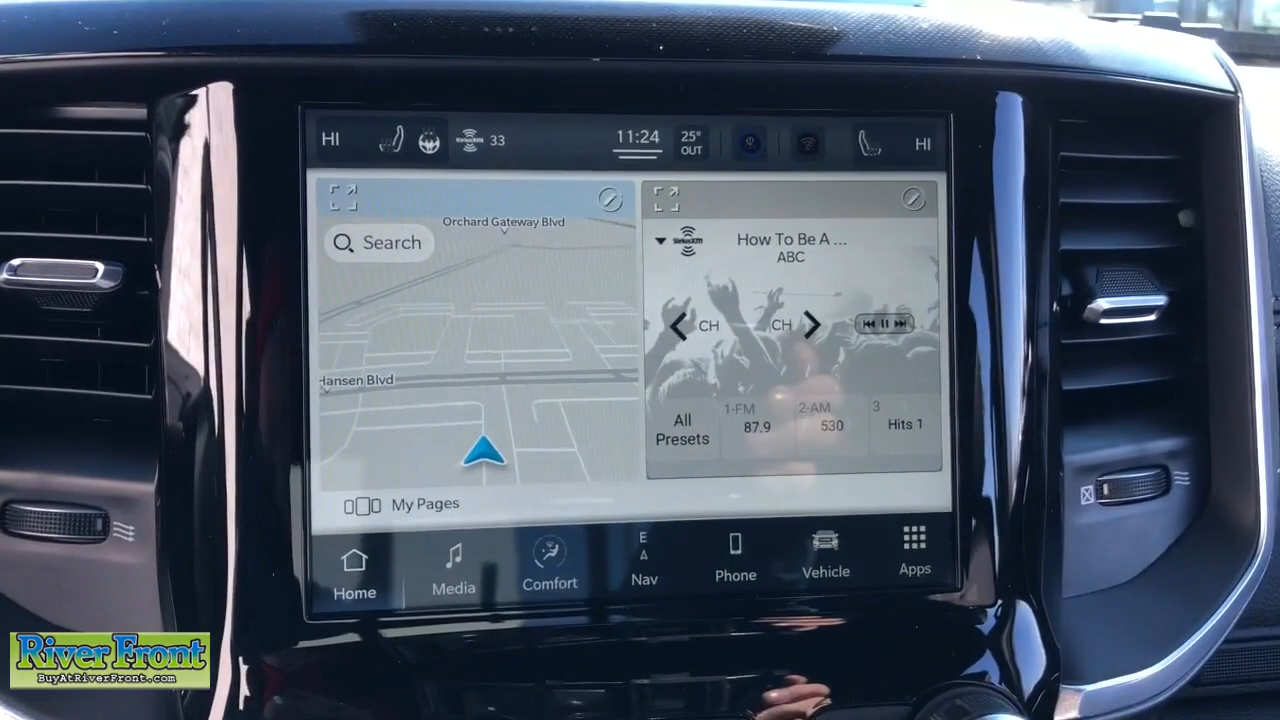 HI
SiriusXM 33
11:24
25°
OUT
HI
Orchard Gateway Blvd
Search
Hansen Blvd
SiriusXM
How To Be A ...
ABC
CH
CH
All
Presets
1-FM
87.9
2-AM
530
3
Hits 1
My Pages
Home
Media
Comfort
E
Nav
Phone
Vehicle
Apps
River Front
BuyAtRiverFront.com